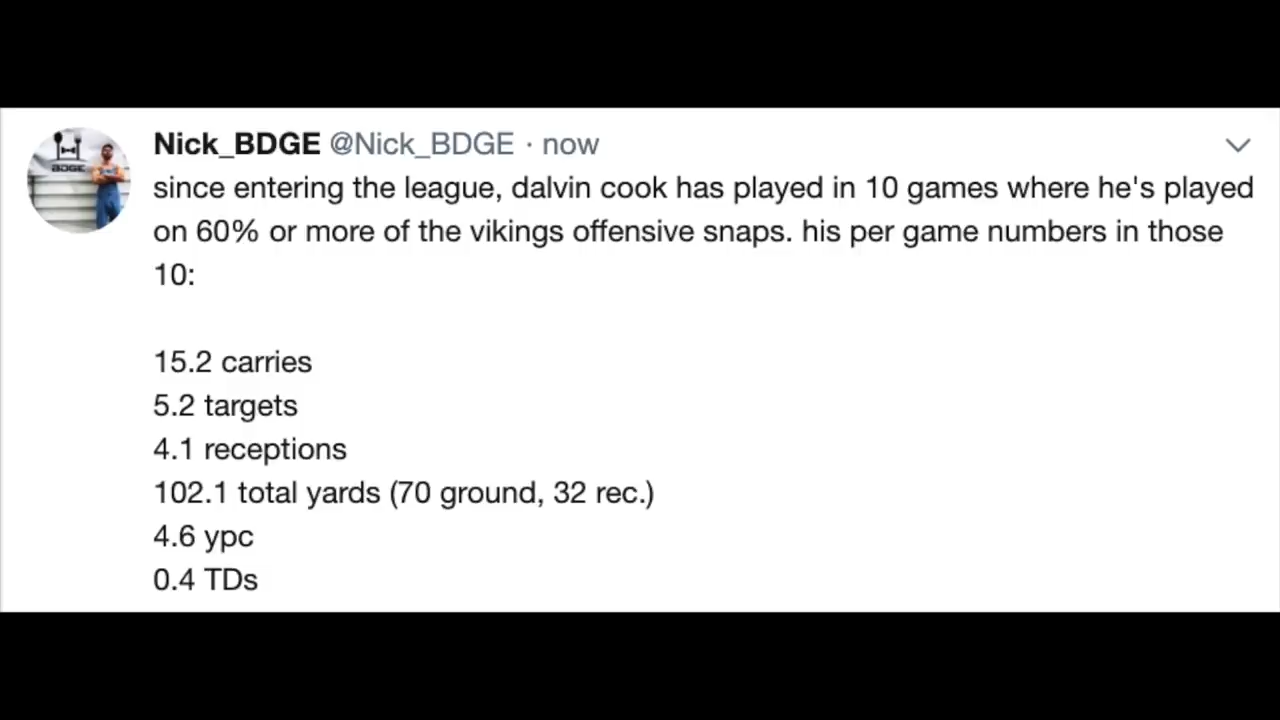 Nick_BDGE @Nick_BDGE · now
since entering the league, dalvin cook has played in 10 games where he's played
on 60% or more of the vikings offensive snaps. his per game numbers in those
10:
15.2 carries
5.2 targets
4.1 receptions
102.1 total yards (70 ground, 32 rec.)
4.6 ypc
0.4 TDs
BDGE